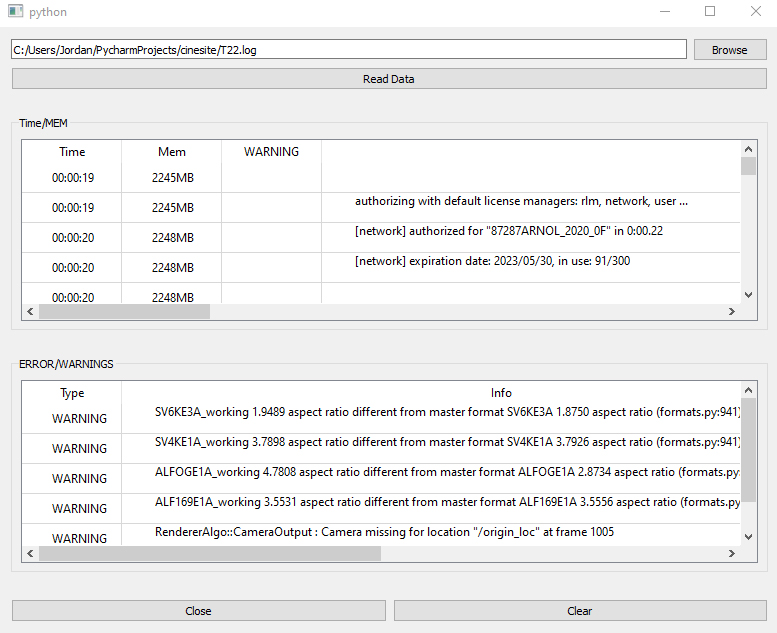 python
C:/Users/Jordan/PycharmProjects/cinesite/T22.log
Browse
Read Data
Time/MEM
Time Mem WARNING
00:00:19 2245MB
00:00:19 2245MB authorizing with default license managers: rlm, network, user ...
00:00:20 2248MB [network] authorized for "87287ARNOL_2020_0F" in 0:00.22
00:00:20 2248MB [network] expiration date: 2023/05/30, in use: 91/300
00:00:20 2248MB
ERROR/WARNINGS
Type Info
WARNING SV6KE3A_working 1.9489 aspect ratio different from master format SV6KE3A 1.8750 aspect ratio (formats.py:941)
WARNING SV4KE1A_working 3.7898 aspect ratio different from master format SV4KE1A 3.7926 aspect ratio (formats.py:941)
WARNING ALFOGE1A_working 4.7808 aspect ratio different from master format ALFOGE1A 2.8734 aspect ratio (formats.py
WARNING ALF169E1A_working 3.5531 aspect ratio different from master format ALF169E1A 3.5556 aspect ratio (formats.py
WARNING RendererAlgo::CameraOutput : Camera missing for location "/origin_loc" at frame 1005
Close
Clear